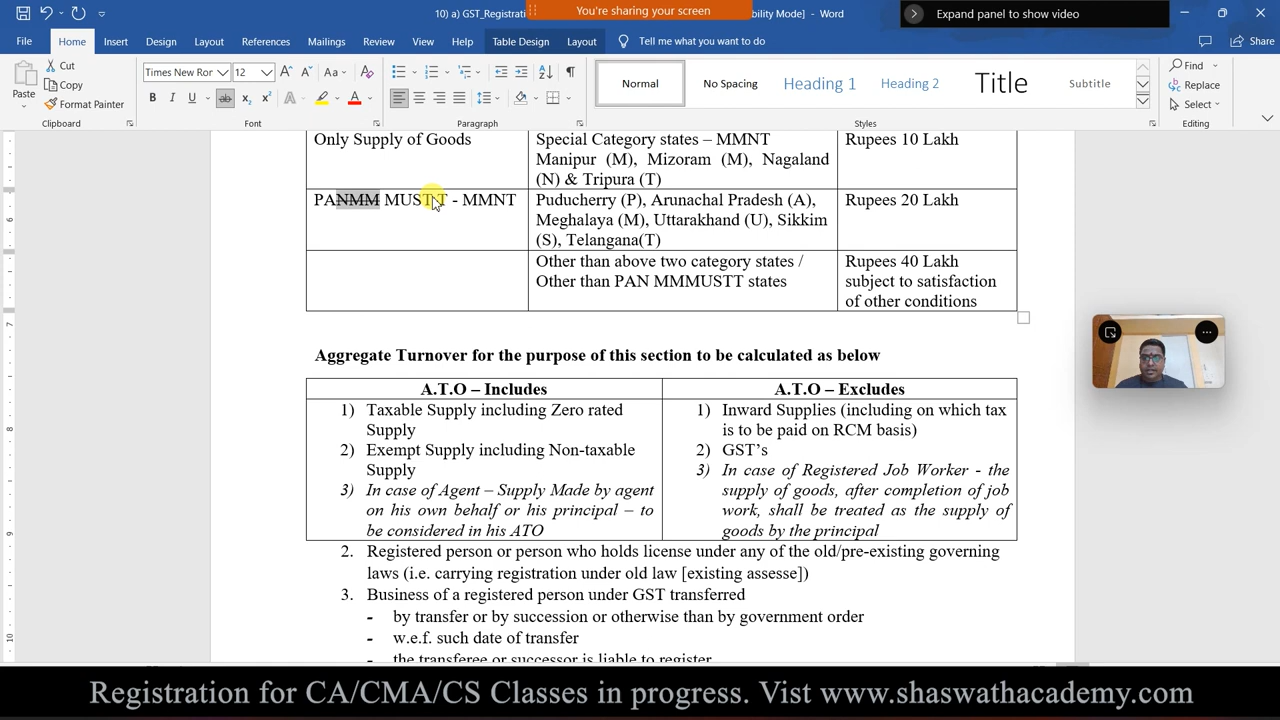 10) a) GST_Registrati
You're sharing your screen
bility Mode] - Word
Expand panel to show video
File Home Insert Design Layout References Mailings Review View Help Table Design Layout Tell me what you want to do Share
Paste
Cut
Copy
Format Painter
Times New Ror 12
Normal
No Spacing
Heading 1
Heading 2
Title
Subtitle
Find
Replace
Select
Clipboard Font Paragraph Styles Editing
Only Supply of Goods
Special Category states – MMNT
Manipur (M), Mizoram (M), Nagaland
(N) & Tripura (T)
Rupees 10 Lakh
PANMM MUSTT - MMNT
Puducherry (P), Arunachal Pradesh (A),
Meghalaya (M), Uttarakhand (U), Sikkim
(S), Telangana(T)
Rupees 20 Lakh
Other than above two category states /
Other than PAN MMMUSTT states
Rupees 40 Lakh
subject to satisfaction
of other conditions
Aggregate Turnover for the purpose of this section to be calculated as below
A.T.O – Includes
1) Taxable Supply including Zero rated
Supply
2) Exempt Supply including Non-taxable
Supply
3) In case of Agent – Supply Made by agent
on his own behalf or his principal – to
be considered in his ATO
A.T.O – Excludes
1) Inward Supplies (including on which tax
is to be paid on RCM basis)
2) GST’s
3) In case of Registered Job Worker - the
supply of goods, after completion of job
work, shall be treated as the supply of
goods by the principal
2. Registered person or person who holds license under any of the old/pre-existing governing
laws (i.e. carrying registration under old law [existing assesse])
3. Business of a registered person under GST transferred
- by transfer or by succession or otherwise than by government order
- w.e.f. such date of transfer
- the transferee or successor is liable to register
Registration for CA/CMA/CS Classes in progress. Vist www.shaswathacademy.com